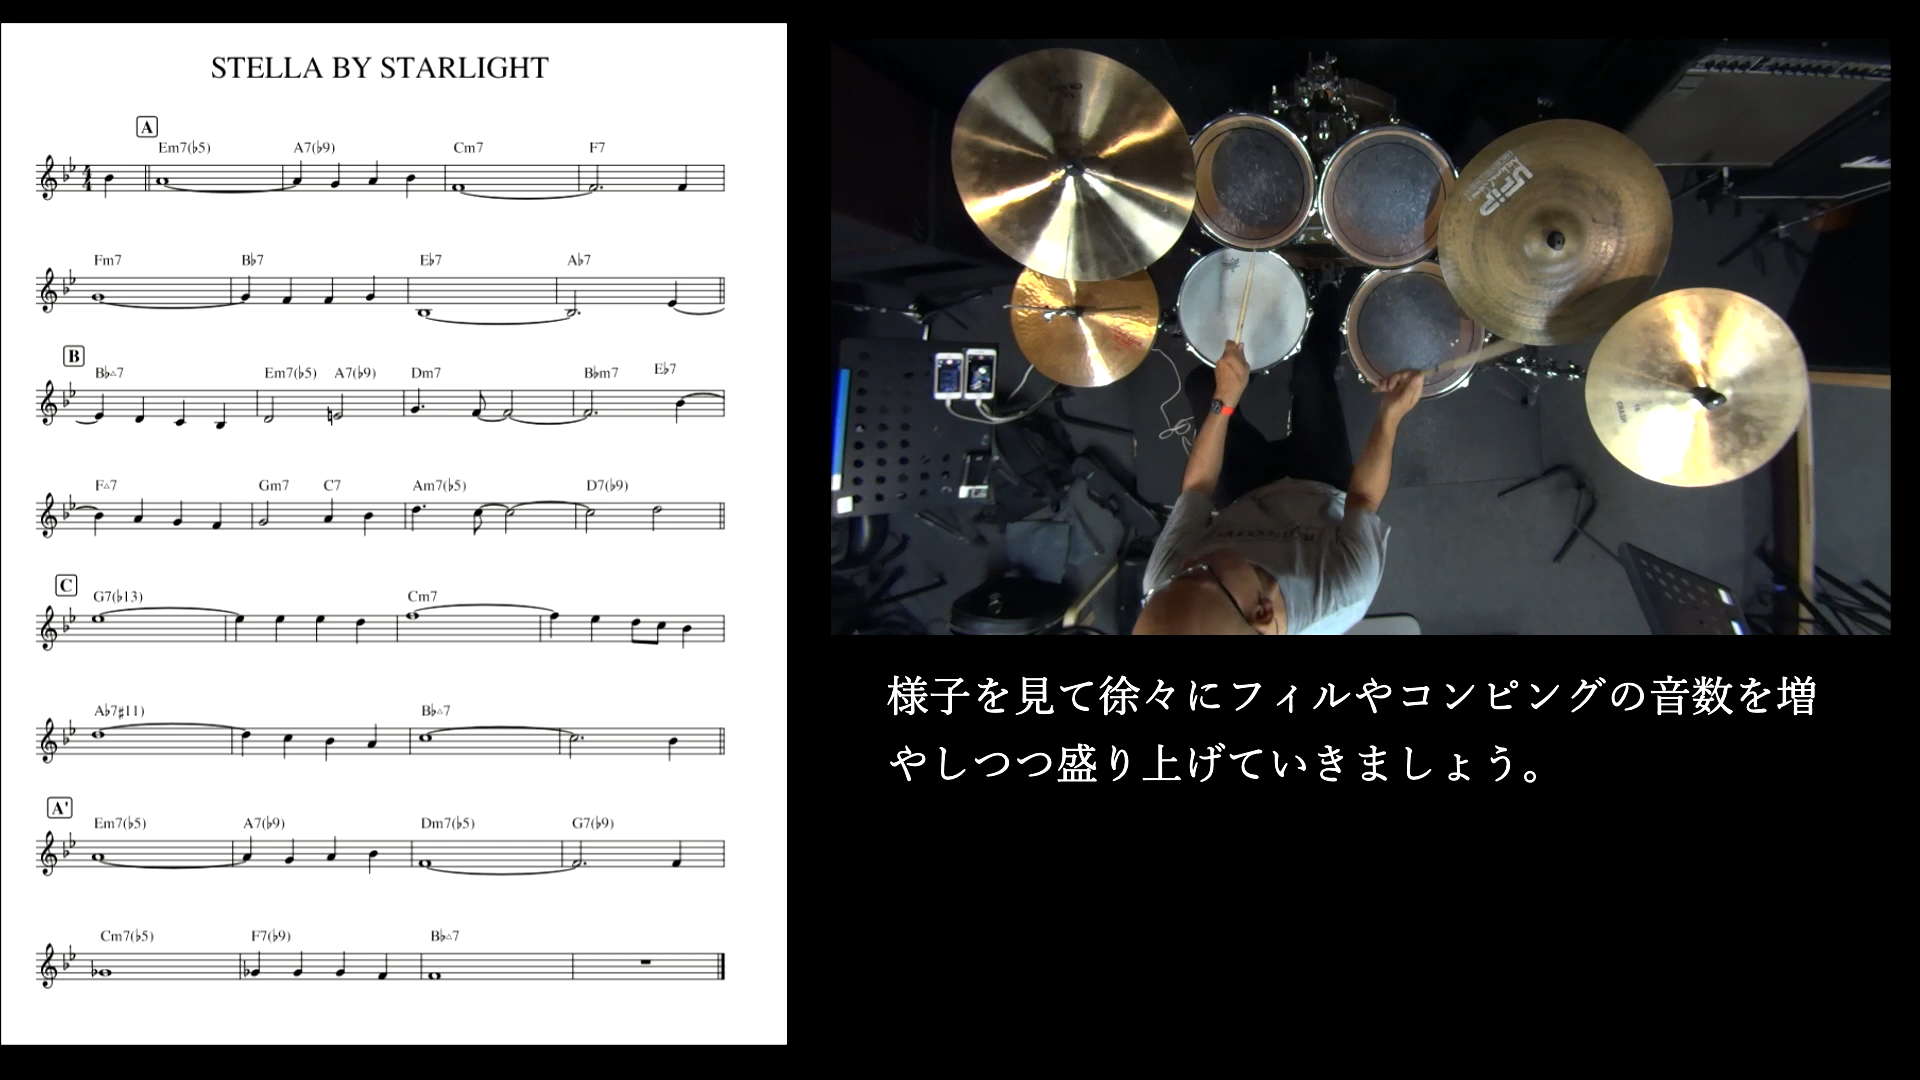 STELLA BY STARLIGHT
A
Em7(♭5) A7(♭9) Cm7 F7
4
4
Fm7 B♭7 E♭7 A♭7
B
B♭△7 Em7(♭5) A7(♭9) Dm7 B♭m7 E♭7
F△7 Gm7 C7 Am7(♭5) D7(♭9)
C
G7(♭13) Cm7
A♭7♯11) B♭△7
A'
Em7(♭5) A7(♭9) Dm7(♭5) G7(♭9)
Cm7(♭5) F7(♭9) B♭△7
UFiP
CRASH
様子を見て徐々にフィルやコンピングの音数を増
やしつつ盛り上げていきましょう。